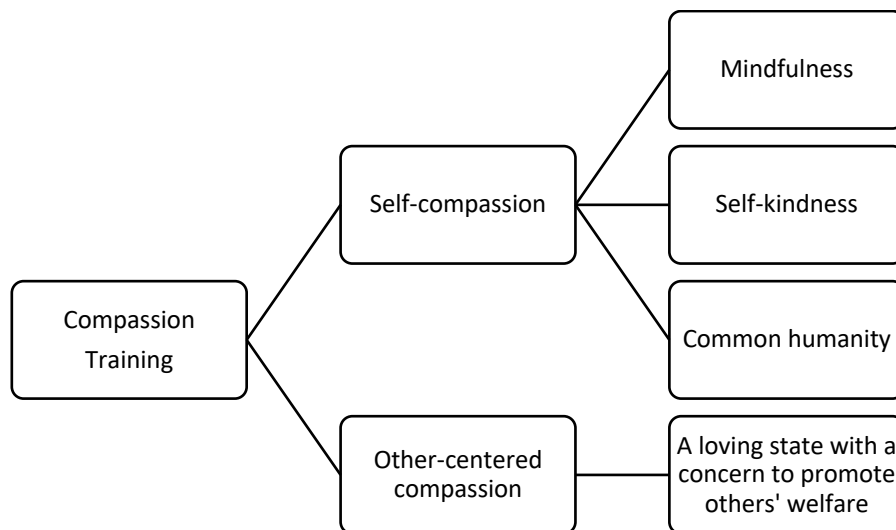 Mindfulness
Self-compassion
Self-kindness
Compassion
Training
Common humanity
Other-centered
compassion
A loving state with a
concern to promote
others' welfare